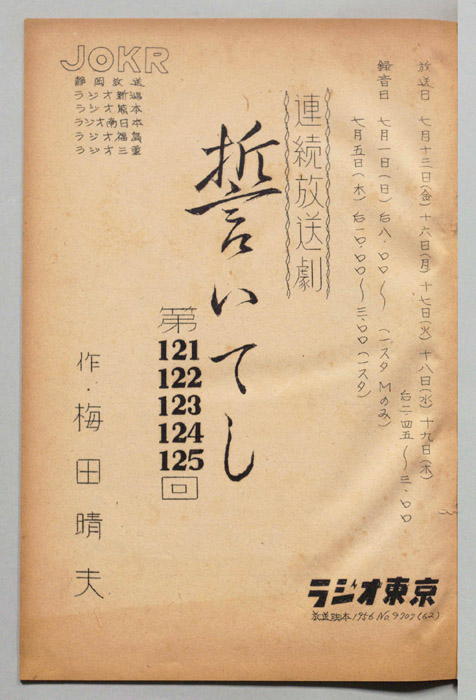 放送日 七月十三日(金)十六日(月)十七日(火)十八日(水)十九日(木)
后二.四五〜三.00
録音日 七月一日(日)后八.00〜(一スタMのみ)
七月五日(木)后一0.00〜三.00(一スタ)
連続放送劇
誓いてし
第
121
122
123
124
125
回
作・梅田晴夫
JOKR
静岡放送
ラジオ新潟
ラジオ熊本
ラジオ南日本
ラジオ福島
ラジオ三重
ラジオ東京
放送脚本1956 No.9707(62)